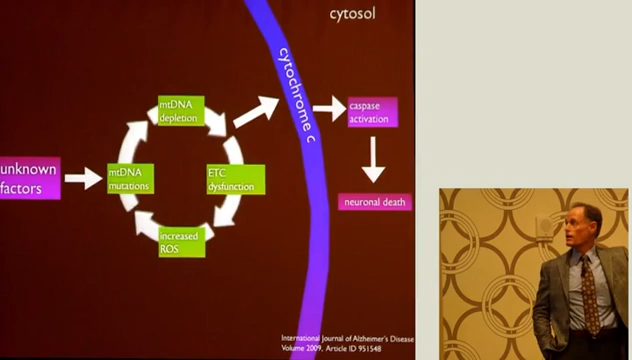 cytosol
cytochrome c
mtDNA
depletion
caspase
activation
unknown
factors
mtDNA
mutations
ETC
dysfunction
neuronal death
increased
ROS
International Journal of Alzheimer's Disease
Volume 2009, Article ID 951548